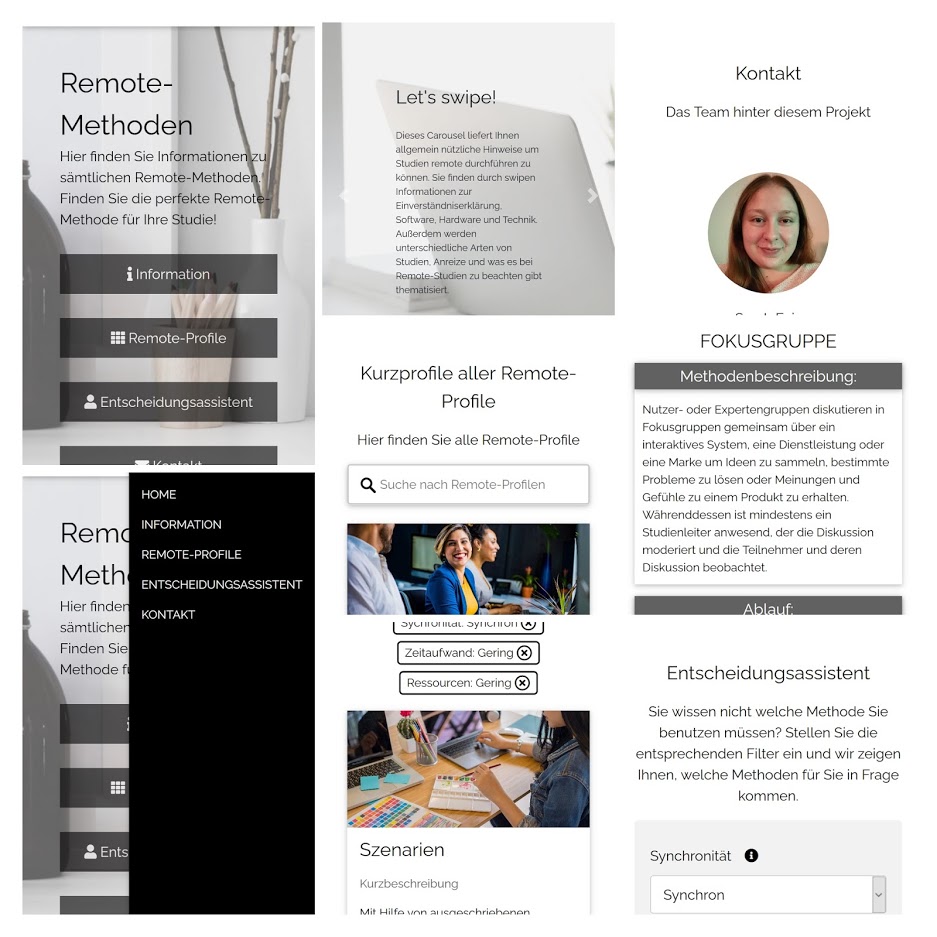 Remote-
Methoden
Hier finden Sie Informationen zu
sämtlichen Remote-Methoden.
Finden Sie die perfekte Remote-
Methode für Ihre Studie!
Information
Remote-Profile
Entscheidungsassistent
Kontakt
Let's swipe!
Dieses Carousel liefert Ihnen
allgemein nützliche Hinweise um
Studien remote durchführen zu
können. Sie finden durch swipen
Informationen zur
Einverständniserklärung,
Software, Hardware und Technik.
Außerdem werden
unterschiedliche Arten von
Studien, Anreize und was es bei
Remote-Studien zu beachten gibt
thematisiert.
Kontakt
Das Team hinter diesem Projekt
FOKUSGRUPPE
Methodenbeschreibung:
Nutzer- oder Expertengruppen diskutieren in
Fokusgruppen gemeinsam über ein
interaktives System, eine Dienstleistung oder
eine Marke um Ideen zu sammeln, bestimmte
Probleme zu lösen oder Meinungen und
Gefühle zu einem Produkt zu erhalten.
Währenddessen ist mindestens ein
Studienleiter anwesend, der die Diskussion
moderiert und die Teilnehmer und deren
Diskussion beobachtet.
Ablauf:
Kurzprofile aller Remote-
Profile
Hier finden Sie alle Remote-Profile
Suche nach Remote-Profilen
Remo
Meth
Hier finden
sämtlichen
Finden Sie
Methode fü
Ents
HOME
INFORMATION
REMOTE-PROFILE
ENTSCHEIDUNGSASSISTENT
KONTAKT
Sychronität: Synchron
Zeitaufwand: Gering
Ressourcen: Gering
Szenarien
Kurzbeschreibung
Mit Hilfe von ausgeschriebenen
Entscheidungsassistent
Sie wissen nicht welche Methode Sie
benutzen müssen? Stellen Sie die
entsprechenden Filter ein und wir zeigen
Ihnen, welche Methoden für Sie in Frage
kommen.
Synchronität
Synchron